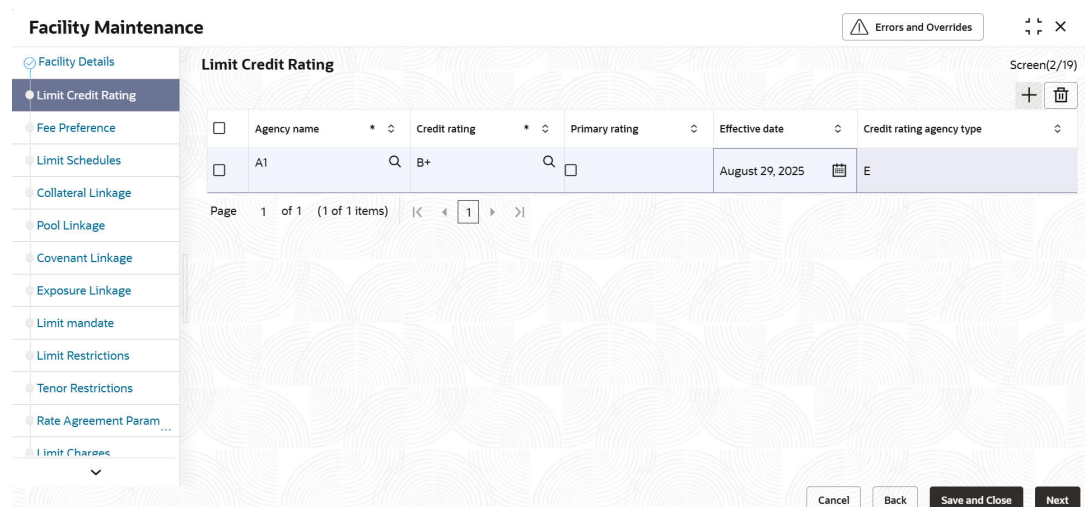 Facility Maintenance
Errors and Overrides
Facility Details
Limit Credit Rating
Fee Preference
Limit Schedules
Collateral Linkage
Pool Linkage
Covenant Linkage
Exposure Linkage
Limit mandate
Limit Restrictions
Tenor Restrictions
Rate Agreement Param...
Limit Charges
Limit Credit Rating
Screen(2/19)
Agency name * Credit rating * Primary rating Effective date Credit rating agency type
A1 B+ August 29, 2025 E
Page 1 of 1 (1 of 1 items) 1
Cancel Back Save and Close Next